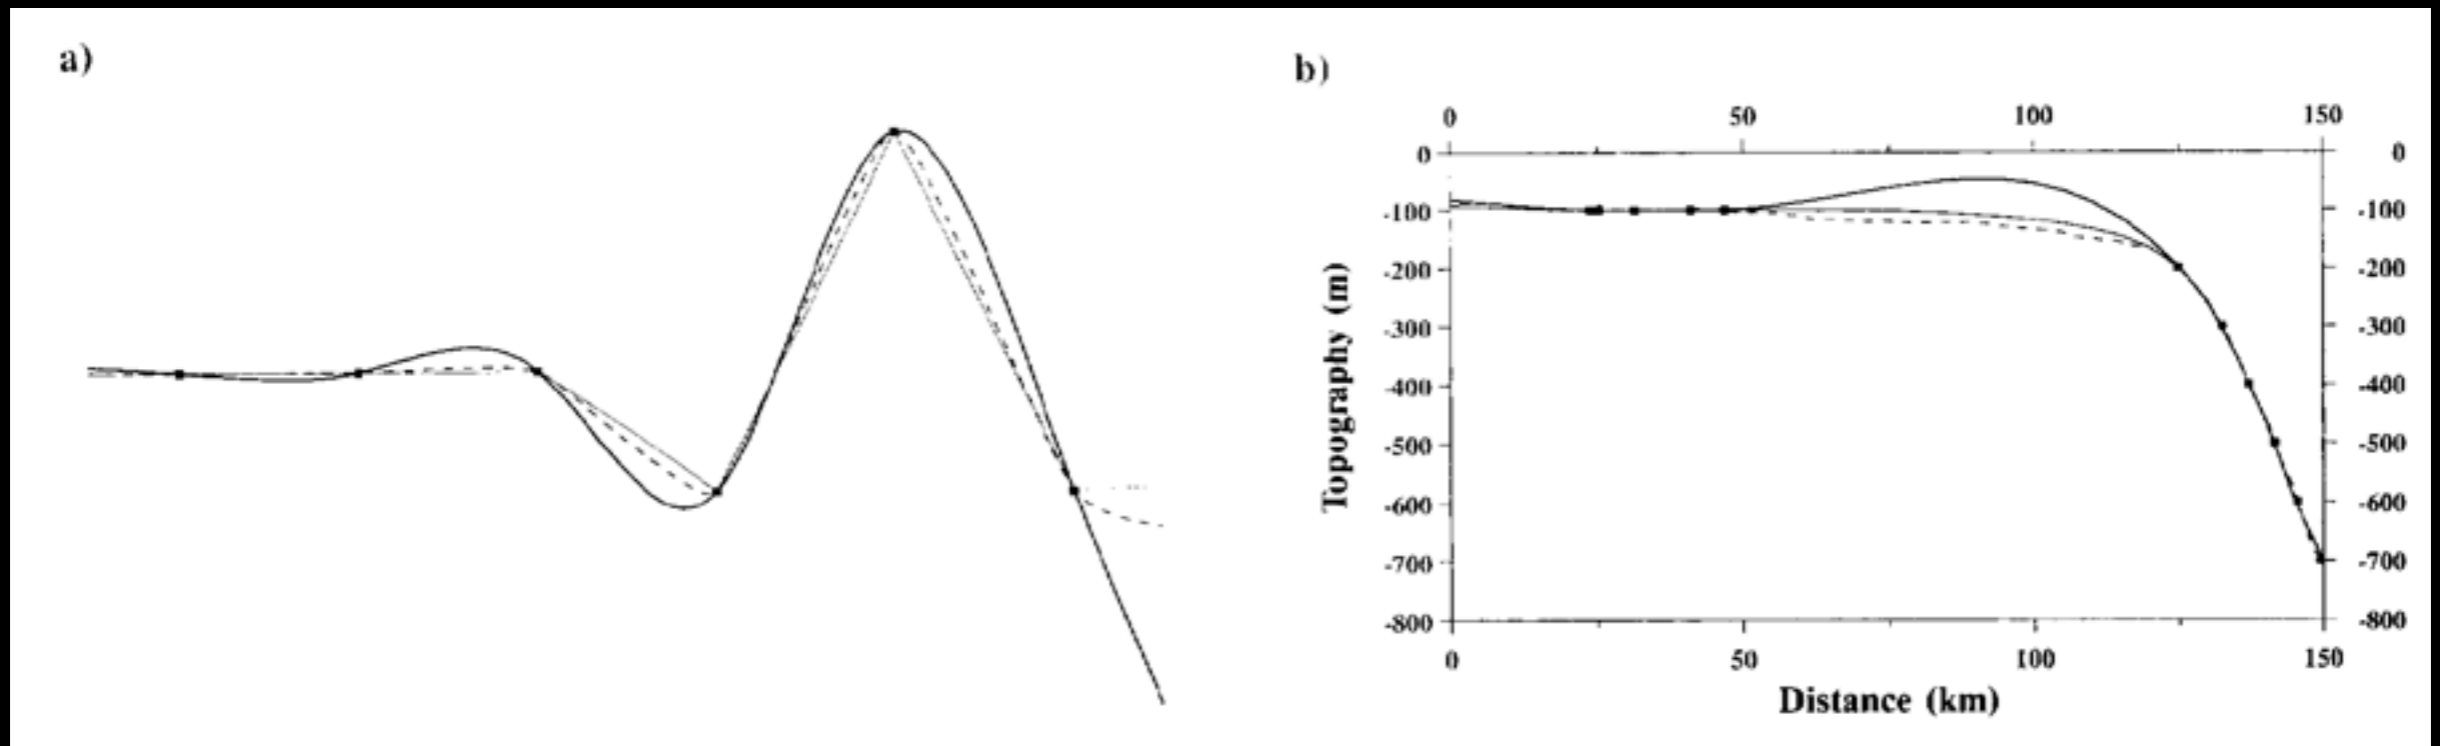 a)
b)
0 50 100 150
0 0
-100 -100
-200 -200
-300 -300
-400 -400
-500 -500
-600 -600
-700 -700
-800 -800
Topography (m)
0 50 100 150
Distance (km)